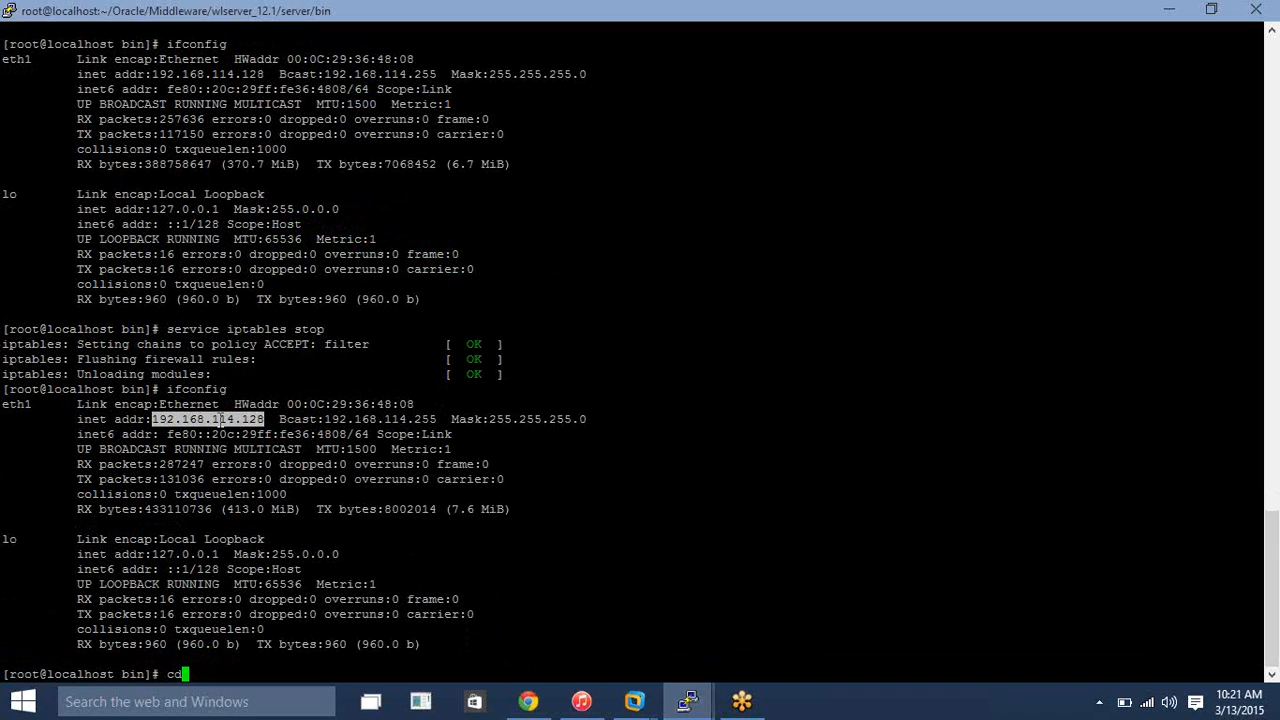 root@localhost:~/Oracle/Middleware/wlserver_12.1/server/bin
[root@localhost bin]# ifconfig
eth1 Link encap:Ethernet HWaddr 00:0C:29:36:48:08
inet addr:192.168.114.128 Bcast:192.168.114.255 Mask:255.255.255.0
inet6 addr: fe80::20c:29ff:fe36:4808/64 Scope:Link
UP BROADCAST RUNNING MULTICAST MTU:1500 Metric:1
RX packets:257636 errors:0 dropped:0 overruns:0 frame:0
TX packets:117150 errors:0 dropped:0 overruns:0 carrier:0
collisions:0 txqueuelen:1000
RX bytes:388758647 (370.7 MiB) TX bytes:7068452 (6.7 MiB)
lo Link encap:Local Loopback
inet addr:127.0.0.1 Mask:255.0.0.0
inet6 addr: ::1/128 Scope:Host
UP LOOPBACK RUNNING MTU:65536 Metric:1
RX packets:16 errors:0 dropped:0 overruns:0 frame:0
TX packets:16 errors:0 dropped:0 overruns:0 carrier:0
collisions:0 txqueuelen:0
RX bytes:960 (960.0 b) TX bytes:960 (960.0 b)
[root@localhost bin]# service iptables stop
iptables: Setting chains to policy ACCEPT: filter [ OK ]
iptables: Flushing firewall rules: [ OK ]
iptables: Unloading modules: [ OK ]
[root@localhost bin]# ifconfig
eth1 Link encap:Ethernet HWaddr 00:0C:29:36:48:08
inet addr:192.168.114.128 Bcast:192.168.114.255 Mask:255.255.255.0
inet6 addr: fe80::20c:29ff:fe36:4808/64 Scope:Link
UP BROADCAST RUNNING MULTICAST MTU:1500 Metric:1
RX packets:287247 errors:0 dropped:0 overruns:0 frame:0
TX packets:131036 errors:0 dropped:0 overruns:0 carrier:0
collisions:0 txqueuelen:1000
RX bytes:433110736 (413.0 MiB) TX bytes:8002014 (7.6 MiB)
lo Link encap:Local Loopback
inet addr:127.0.0.1 Mask:255.0.0.0
inet6 addr: ::1/128 Scope:Host
UP LOOPBACK RUNNING MTU:65536 Metric:1
RX packets:16 errors:0 dropped:0 overruns:0 frame:0
TX packets:16 errors:0 dropped:0 overruns:0 carrier:0
collisions:0 txqueuelen:0
RX bytes:960 (960.0 b) TX bytes:960 (960.0 b)
[root@localhost bin]# cd
Search the web and Windows
10:21 AM
3/13/2015